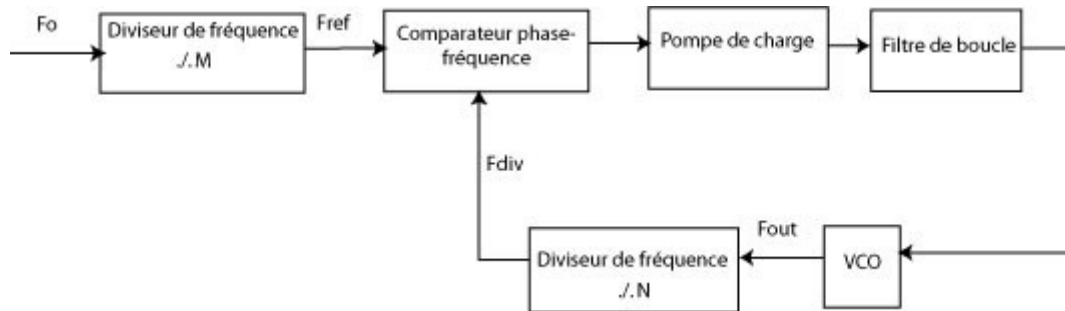 Fo
Diviseur de fréquence
./. M
Fref
Comparateur phase-
fréquence
Pompe de charge
Filtre de boucle
Fdiv
Diviseur de fréquence
./. N
Fout
VCO